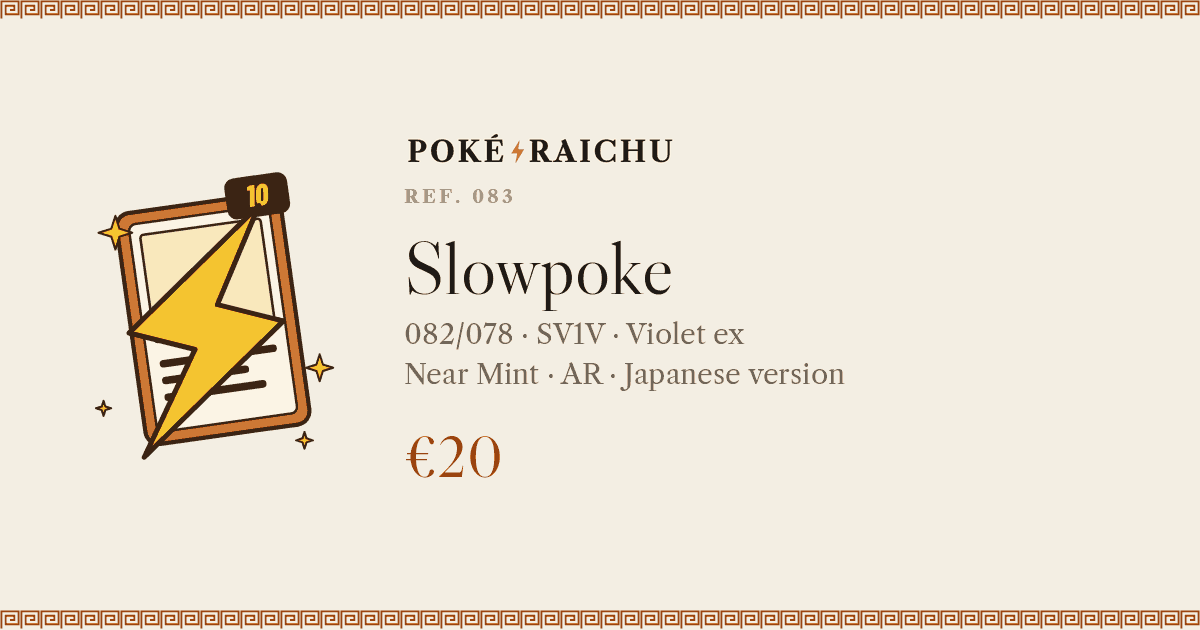 10
POKÉ⚡RAICHU
REF. 083
Slowpoke
082/078 · SV1V · Violet ex
Near Mint · AR · Japanese version
€20